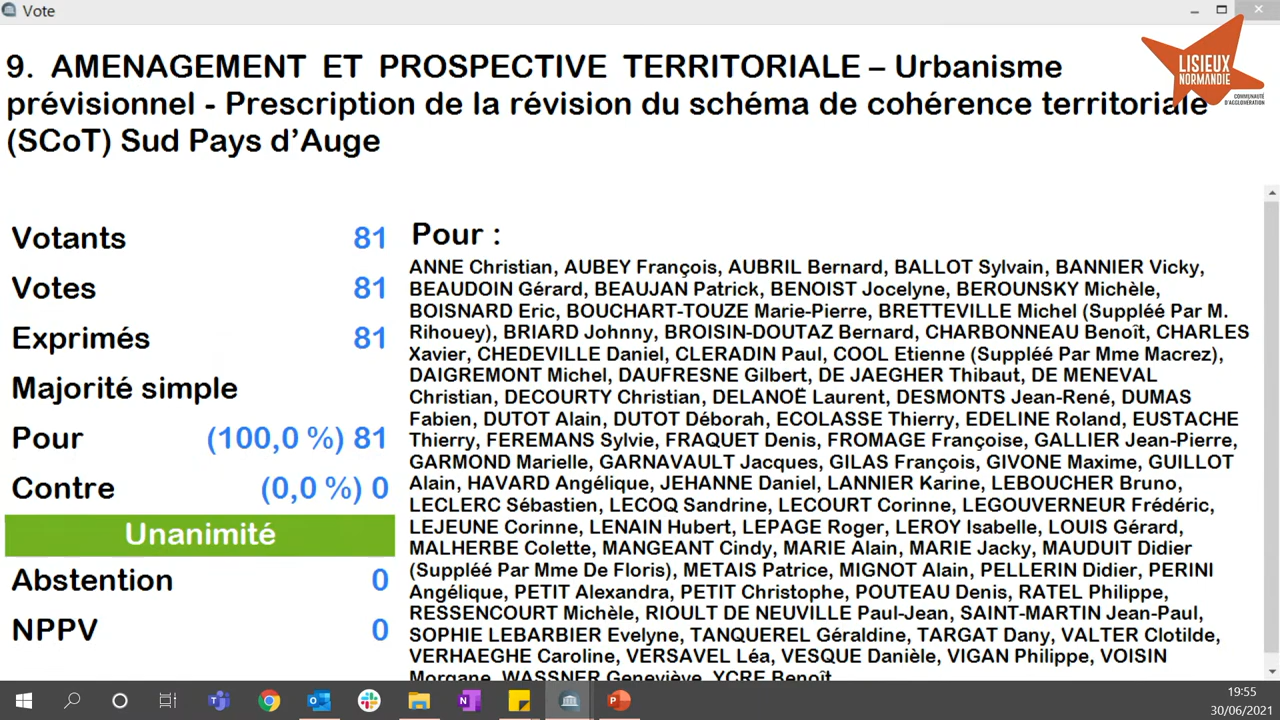 Vote
9. AMENAGEMENT ET PROSPECTIVE TERRITORIALE – Urbanisme
prévisionnel - Prescription de la révision du schéma de cohérence territoriale
(SCoT) Sud Pays d'Auge
LISIEUX
NORMANDIE
COMMUNAUTÉ
D'AGGLOMÉRATION
Votants 81
Votes 81
Exprimés 81
Majorité simple
Pour (100,0 %) 81
Contre (0,0 %) 0
Unanimité
Abstention 0
NPPV 0
Pour :
ANNE Christian, AUBEY François, AUBRIL Bernard, BALLOT Sylvain, BANNIER Vicky,
BEAUDOIN Gérard, BEAUJAN Patrick, BENOIST Jocelyne, BEROUNSKY Michèle,
BOISNARD Eric, BOUCHART-TOUZE Marie-Pierre, BRETTEVILLE Michel (Suppléé Par M.
Rihouey), BRIARD Johnny, BROISIN-DOUTAZ Bernard, CHARBONNEAU Benoît, CHARLES
Xavier, CHEDEVILLE Daniel, CLERADIN Paul, COOL Etienne (Suppléé Par Mme Macrez),
DAIGREMONT Michel, DAUFRESNE Gilbert, DE JAEGHER Thibaut, DE MENEVAL
Christian, DECOURTY Christian, DELANOË Laurent, DESMONTS Jean-René, DUMAS
Fabien, DUTOT Alain, DUTOT Déborah, ECOLASSE Thierry, EDELINE Roland, EUSTACHE
Thierry, FEREMANS Sylvie, FRAQUET Denis, FROMAGE Françoise, GALLIER Jean-Pierre,
GARMOND Marielle, GARNAVAULT Jacques, GILAS François, GIVONE Maxime, GUILLOT
Alain, HAVARD Angélique, JEHANNE Daniel, LANNIER Karine, LEBOUCHER Bruno,
LECLERC Sébastien, LECOQ Sandrine, LECOURT Corinne, LEGOUVERNEUR Frédéric,
LEJEUNE Corinne, LENAIN Hubert, LEPAGE Roger, LEROY Isabelle, LOUIS Gérard,
MALHERBE Colette, MANGEANT Cindy, MARIE Alain, MARIE Jacky, MAUDUIT Didier
(Suppléé Par Mme De Floris), METAIS Patrice, MIGNOT Alain, PELLERIN Didier, PERINI
Angélique, PETIT Alexandra, PETIT Christophe, POUTEAU Denis, RATEL Philippe,
RESSENCOURT Michèle, RIOULT DE NEUVILLE Paul-Jean, SAINT-MARTIN Jean-Paul,
SOPHIE LEBARBIER Evelyne, TANQUEREL Géraldine, TARGAT Dany, VALTER Clotilde,
VERHAEGHE Caroline, VERSAVEL Léa, VESQUE Danièle, VIGAN Philippe, VOISIN
Morgane, WASSNER Geneviève, YCRE Benoît
19:55
30/06/2021